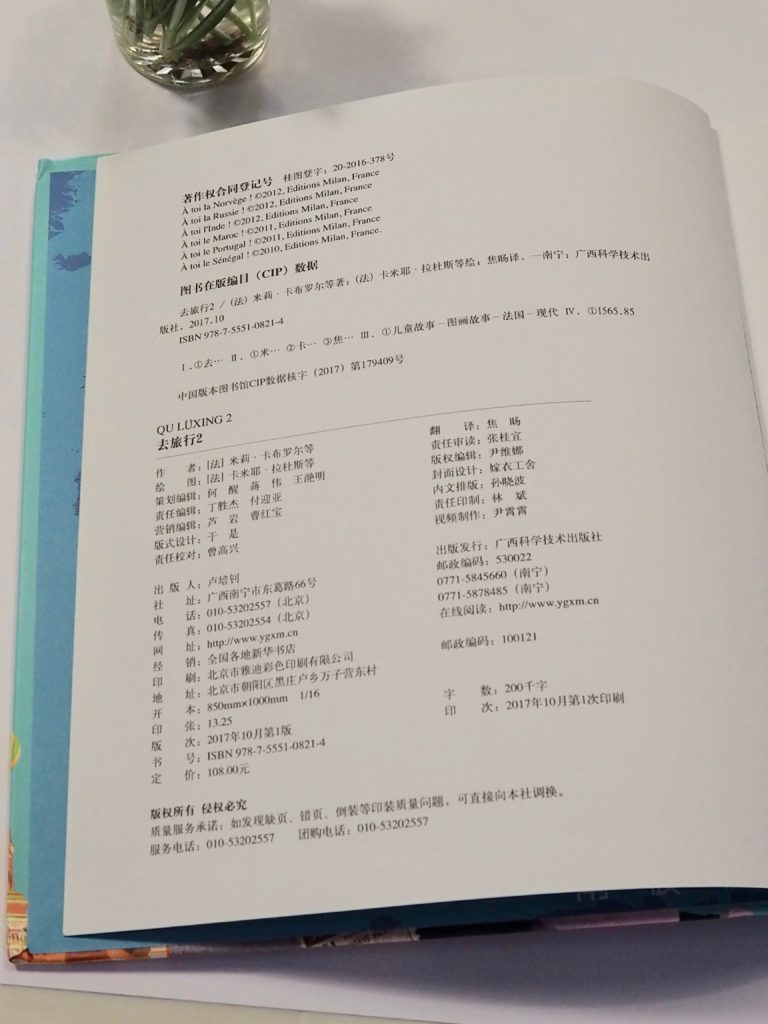 著作权合同登记号 桂图登字：20-2016-378号
À toi la Norvège ! ©2012, Editions Milan, France
À toi la Russie ! ©2012, Editions Milan, France
À toi l'Inde ! ©2012, Editions Milan, France
À toi le Maroc ! ©2011, Editions Milan, France
À toi le Portugal ! ©2011, Editions Milan, France
À toi le Sénégal ! ©2010, Editions Milan, France.
图书在版编目（CIP）数据
去旅行2 /（法）米莉·卡布罗尔等著；（法）卡米耶·拉杜斯等绘；焦旸译. —南宁：广西科学技术出
版社，2017.10
ISBN 978-7-5551-0821-4
Ⅰ.①去… Ⅱ.①米… ②卡… ③焦… Ⅲ.①儿童故事－图画故事－法国－现代 Ⅳ.①I565.85
中国版本图书馆CIP数据核字（2017）第179409号
QU LÜXING 2
去旅行2
作 者：[法] 米莉·卡布罗尔等
绘 图：[法] 卡米耶·拉杜斯等
策划编辑：何 醒 蒋 伟 王滟明
责任编辑：丁胜杰 付迎亚
营销编辑：芦 岩 曹红宝
版式设计：于 是
责任校对：曾高兴
翻 译：焦 旸
责任审读：张桂宜
版权编辑：尹维娜
封面设计：嫁衣工舍
内文排版：孙晓波
责任印制：林 斌
视频制作：尹霄霄
出 版 人：卢培钊
社 址：广西南宁市东葛路66号
电 话：010-53202557（北京）
传 真：010-53202554（北京）
网 址：http://www.ygxm.cn
经 销：全国各地新华书店
印 刷：北京市雅迪彩色印刷有限公司
地 址：北京市朝阳区黑庄户乡万子营东村
开 本：850mm×1000mm 1/16
印 张：13.25
版 次：2017年10月第1版
书 号：ISBN 978-7-5551-0821-4
定 价：108.00元
出版发行：广西科学技术出版社
邮政编码：530022
0771-5845660（南宁）
0771-5878485（南宁）
在线阅读：http://www.ygxm.cn
邮政编码：100121
字 数：200千字
印 次：2017年10月第1次印刷
版权所有 侵权必究
质量服务承诺：如发现缺页、错页、倒装等印装质量问题，可直接向本社调换。
服务电话：010-53202557 团购电话：010-53202557